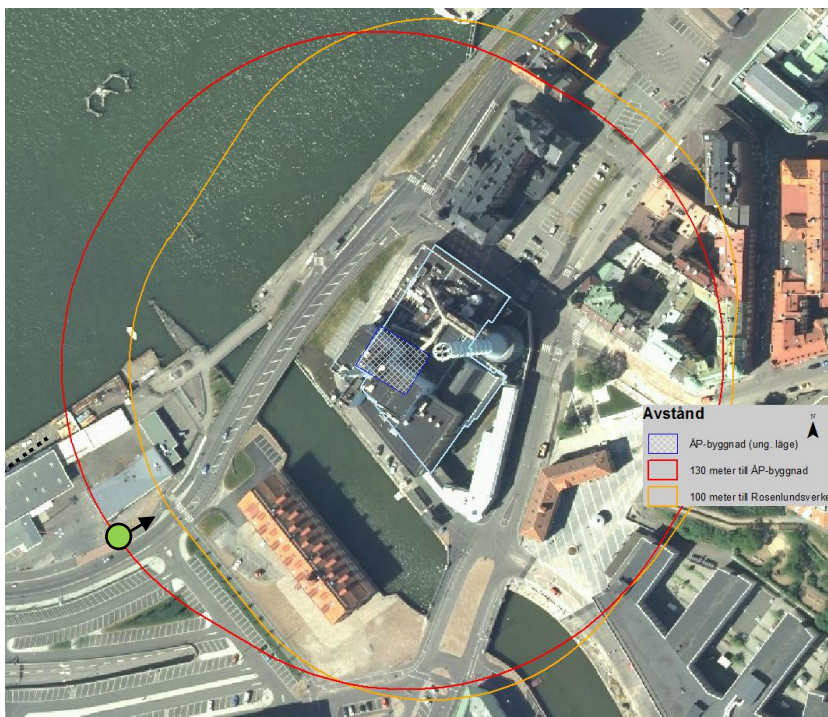 Avstånd
N
ÅP-byggnad (ung. läge)
130 meter till ÅP-byggnad
100 meter till Rosenlundsverke